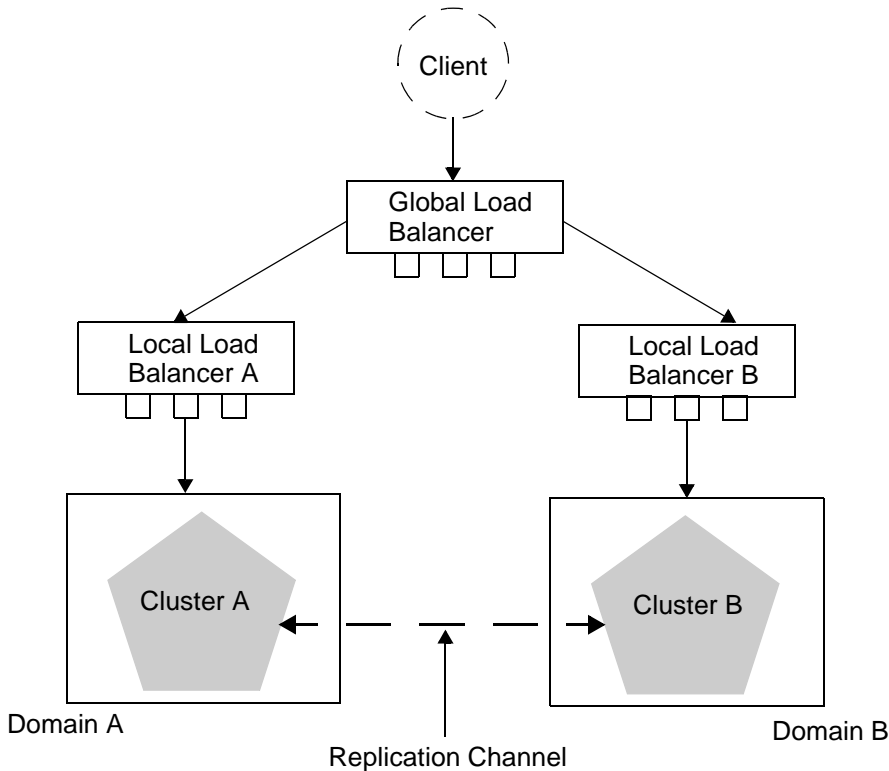 Client
Global Load
Balancer
Local Load
Balancer A
Local Load
Balancer B
Cluster A
Cluster B
Domain A
Domain B
Replication Channel